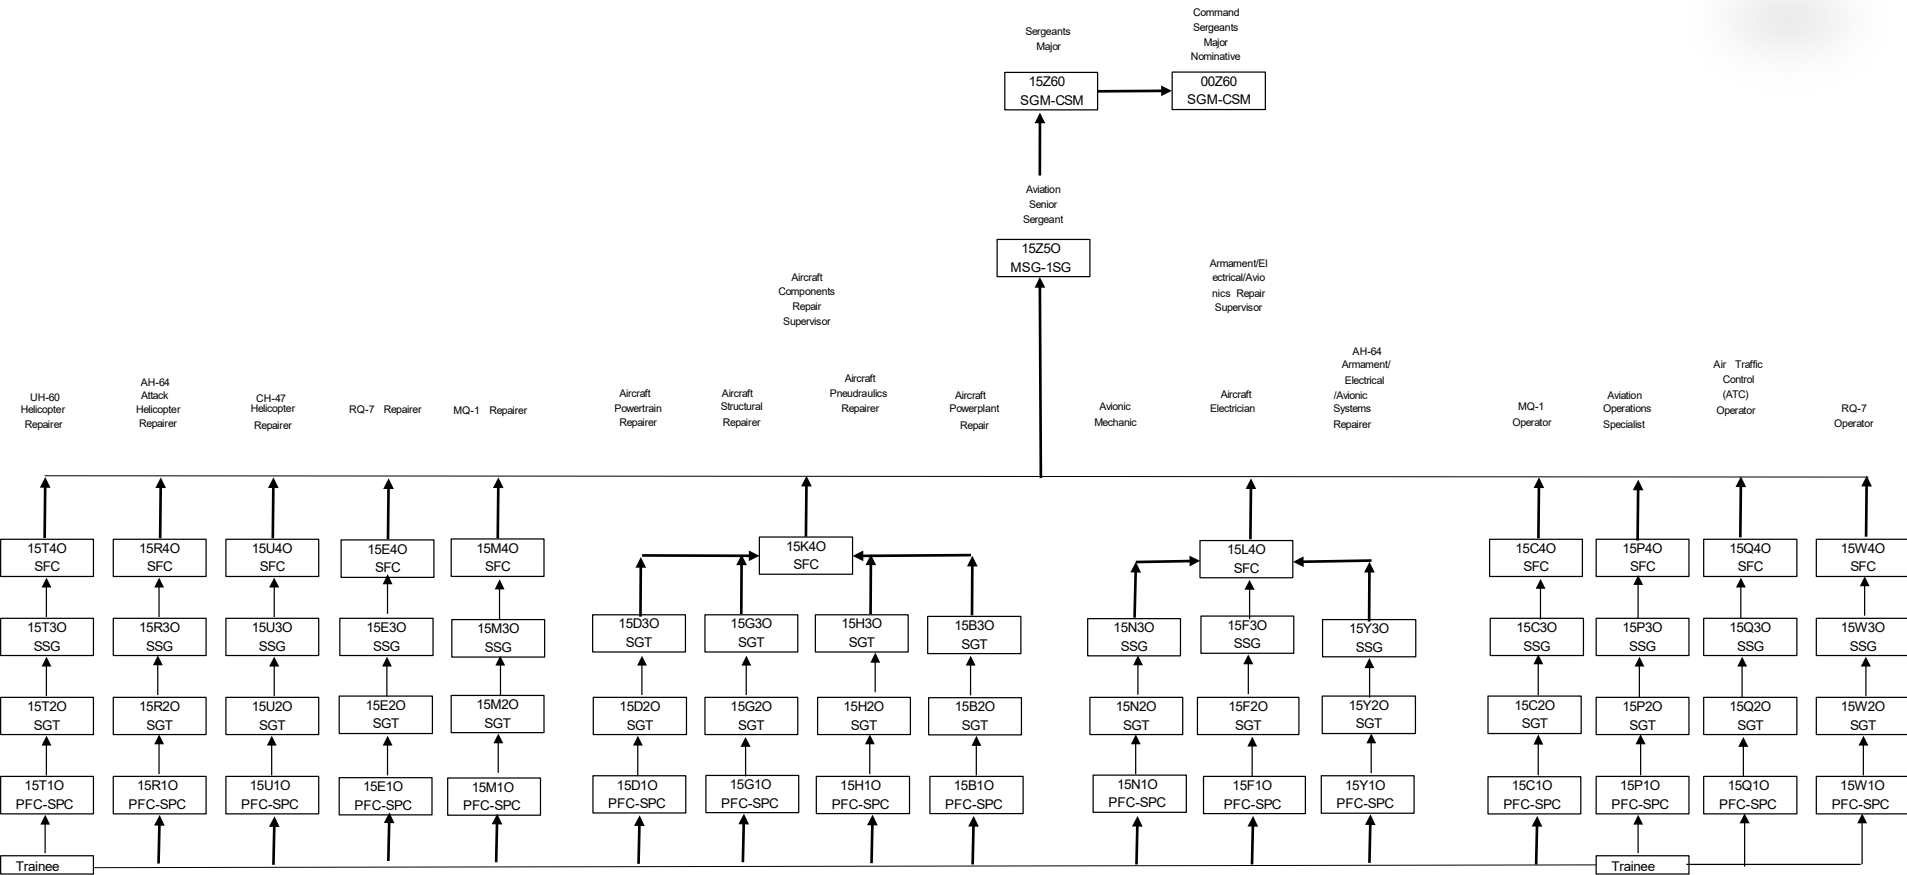 Sergeants
Major
Command
Sergeants
Major
Nominative
15Z60
SGM-CSM
00Z60
SGM-CSM
Aviation
Senior
Sergeant
15Z5O
MSG-1SG
Aircraft
Components
Repair
Supervisor
Armament/El
ectrical/Avio
nics Repair
Supervisor
UH-60
Helicopter
Repairer
AH-64
Attack
Helicopter
Repairer
CH-47
Helicopter
Repairer
RQ-7 Repairer
MQ-1 Repairer
Aircraft
Powertrain
Repairer
Aircraft
Structural
Repairer
Aircraft
Pneudraulics
Repairer
Aircraft
Powerplant
Repair
Avionic
Mechanic
Aircraft
Electrician
AH-64
Armament/
Electrical
/Avionic
Systems
Repairer
MQ-1
Operator
Aviation
Operations
Specialist
Air Traffic
Control
(ATC)
Operator
RQ-7
Operator
15T4O
SFC
15R4O
SFC
15U4O
SFC
15E4O
SFC
15M4O
SFC
15K4O
SFC
15L4O
SFC
15C4O
SFC
15P4O
SFC
15Q4O
SFC
15W4O
SFC
15T3O
SSG
15R3O
SSG
15U3O
SSG
15E3O
SSG
15M3O
SSG
15D3O
SGT
15G3O
SGT
15H3O
SGT
15B3O
SGT
15N3O
SSG
15F3O
SSG
15Y3O
SSG
15C3O
SSG
15P3O
SSG
15Q3O
SSG
15W3O
SSG
15T2O
SGT
15R2O
SGT
15U2O
SGT
15E2O
SGT
15M2O
SGT
15D2O
SGT
15G2O
SGT
15H2O
SGT
15B2O
SGT
15N2O
SGT
15F2O
SGT
15Y2O
SGT
15C2O
SGT
15P2O
SGT
15Q2O
SGT
15W2O
SGT
15T1O
PFC-SPC
15R1O
PFC-SPC
15U1O
PFC-SPC
15E1O
PFC-SPC
15M1O
PFC-SPC
15D1O
PFC-SPC
15G1O
PFC-SPC
15H1O
PFC-SPC
15B1O
PFC-SPC
15N1O
PFC-SPC
15F1O
PFC-SPC
15Y1O
PFC-SPC
15C1O
PFC-SPC
15P1O
PFC-SPC
15Q1O
PFC-SPC
15W1O
PFC-SPC
Trainee
Trainee